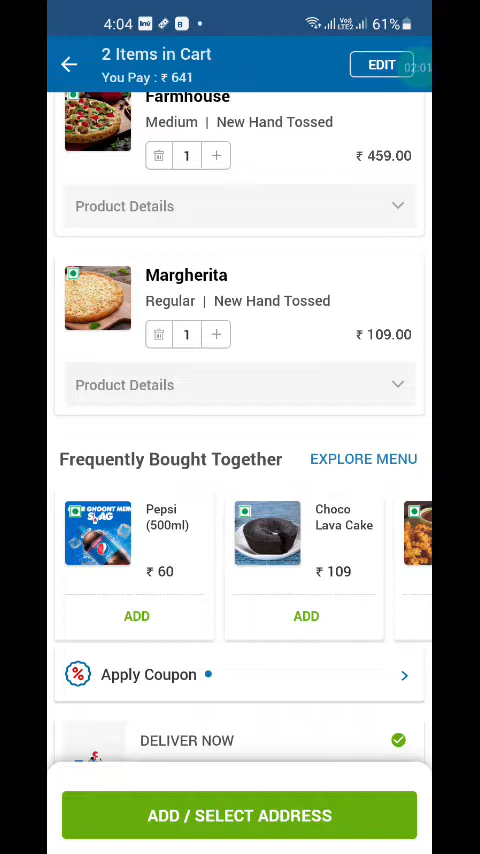 4:04
61%
2 Items in Cart
You Pay : ₹ 641
EDIT
02:01
Farmhouse
Medium | New Hand Tossed
1 +
₹ 459.00
Product Details
Margherita
Regular | New Hand Tossed
1 +
₹ 109.00
Product Details
Frequently Bought Together
EXPLORE MENU
Pepsi
(500ml)
₹ 60
ADD
Choco
Lava Cake
₹ 109
ADD
% Apply Coupon
DELIVER NOW
ADD / SELECT ADDRESS